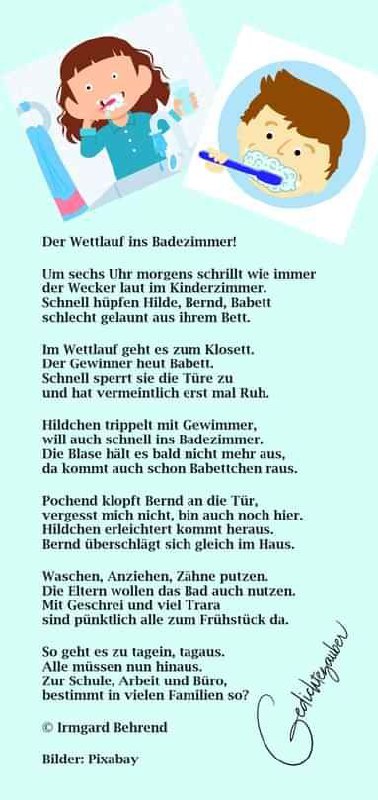 Der Wettlauf ins Badezimmer!
Um sechs Uhr morgens schrillt wie immer
der Wecker laut im Kinderzimmer.
Schnell hüpfen Hilde, Bernd, Babett
schlecht gelaunt aus ihrem Bett.
Im Wettlauf geht es zum Klosett.
Der Gewinner heut Babett.
Schnell sperrt sie die Türe zu
und hat vermeintlich erst mal Ruh.
Hildchen trippelt mit Gewimmer,
will auch schnell ins Badezimmer.
Die Blase hält es bald nicht mehr aus,
da kommt auch schon Babettchen raus.
Pochend klopft Bernd an die Tür,
vergesst mich nicht, bin auch noch hier.
Hildchen erleichtert kommt heraus.
Bernd überschlägt sich gleich im Haus.
Waschen, Anziehen, Zähne putzen.
Die Eltern wollen das Bad auch nutzen.
Mit Geschrei und viel Trara
sind pünktlich alle zum Frühstück da.
So geht es zu tagein, tagaus.
Alle müssen nun hinaus.
Zur Schule, Arbeit und Büro,
bestimmt in vielen Familien so?
© Irmgard Behrend
Bilder: Pixabay
Gedichtezauber